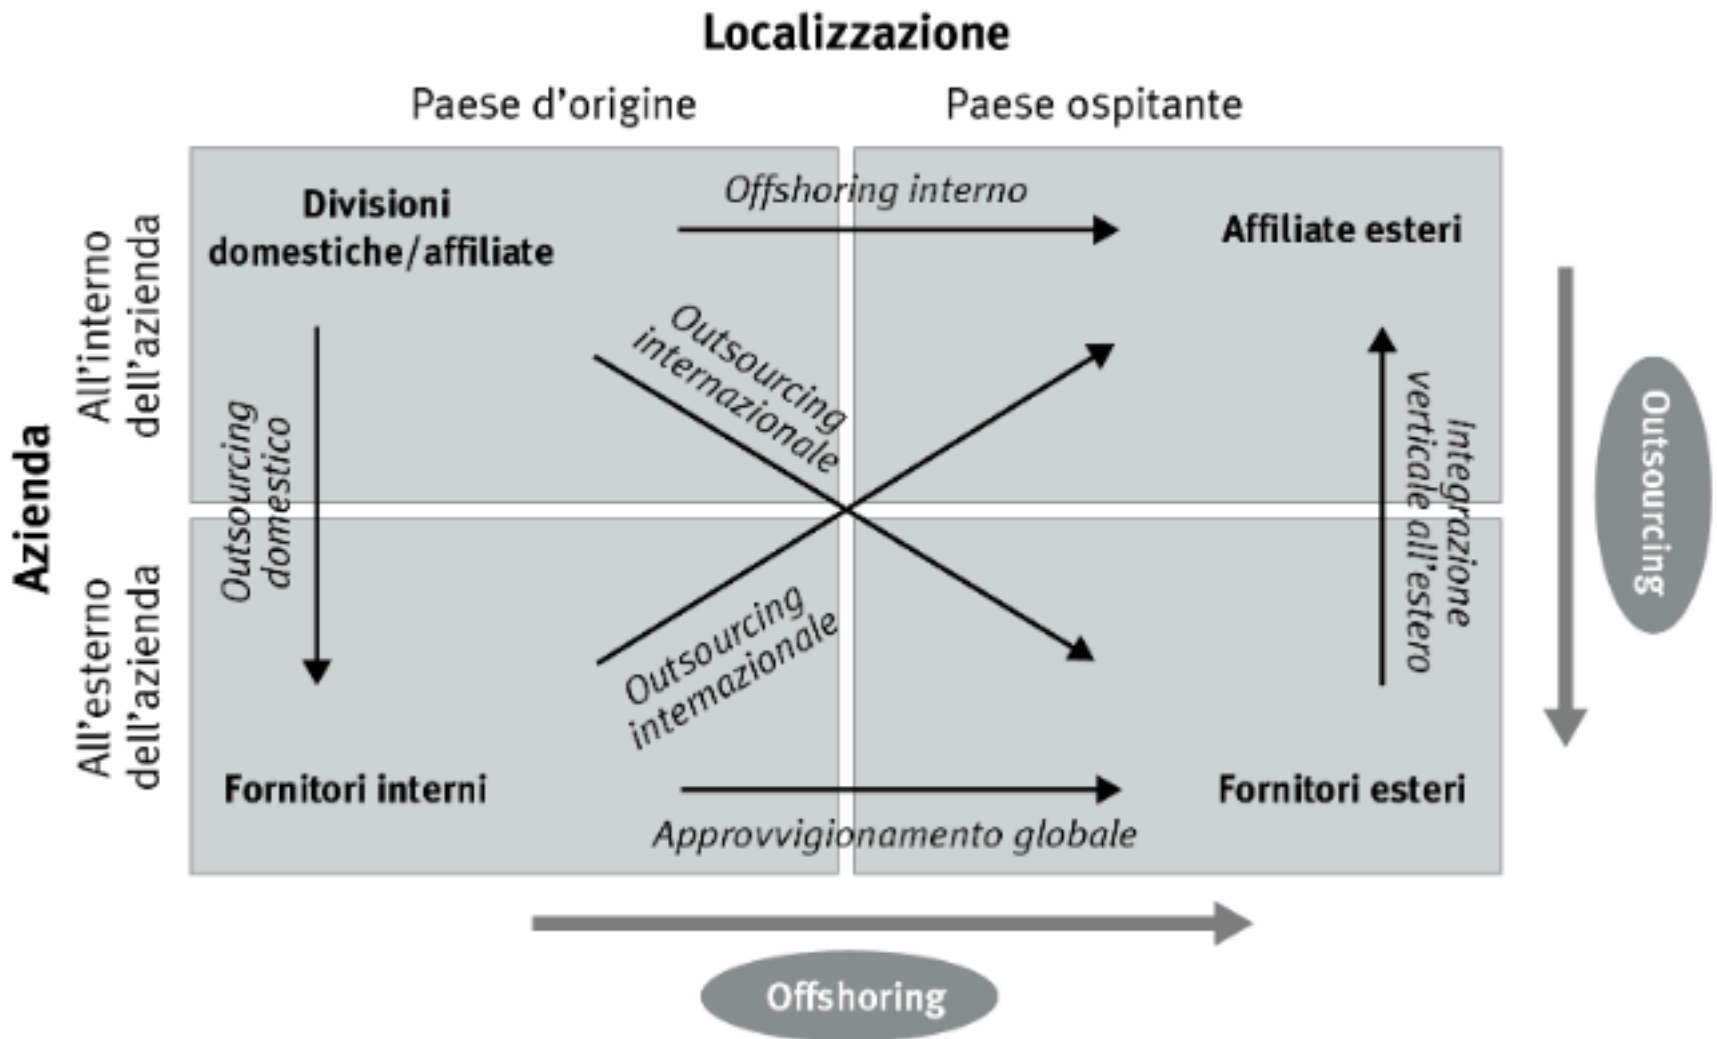 Localizzazione
Paese d'origine
Paese ospitante
Azienda
All'interno
dell'azienda
All'esterno
dell'azienda
Divisioni
domestiche/affiliate
Offshoring interno
Affiliate esteri
Outsourcing
domestico
Outsourcing
internazionale
Outsourcing
internazionale
Integrazione
verticale all'estero
Fornitori interni
Approvvigionamento globale
Fornitori esteri
Outsourcing
Offshoring